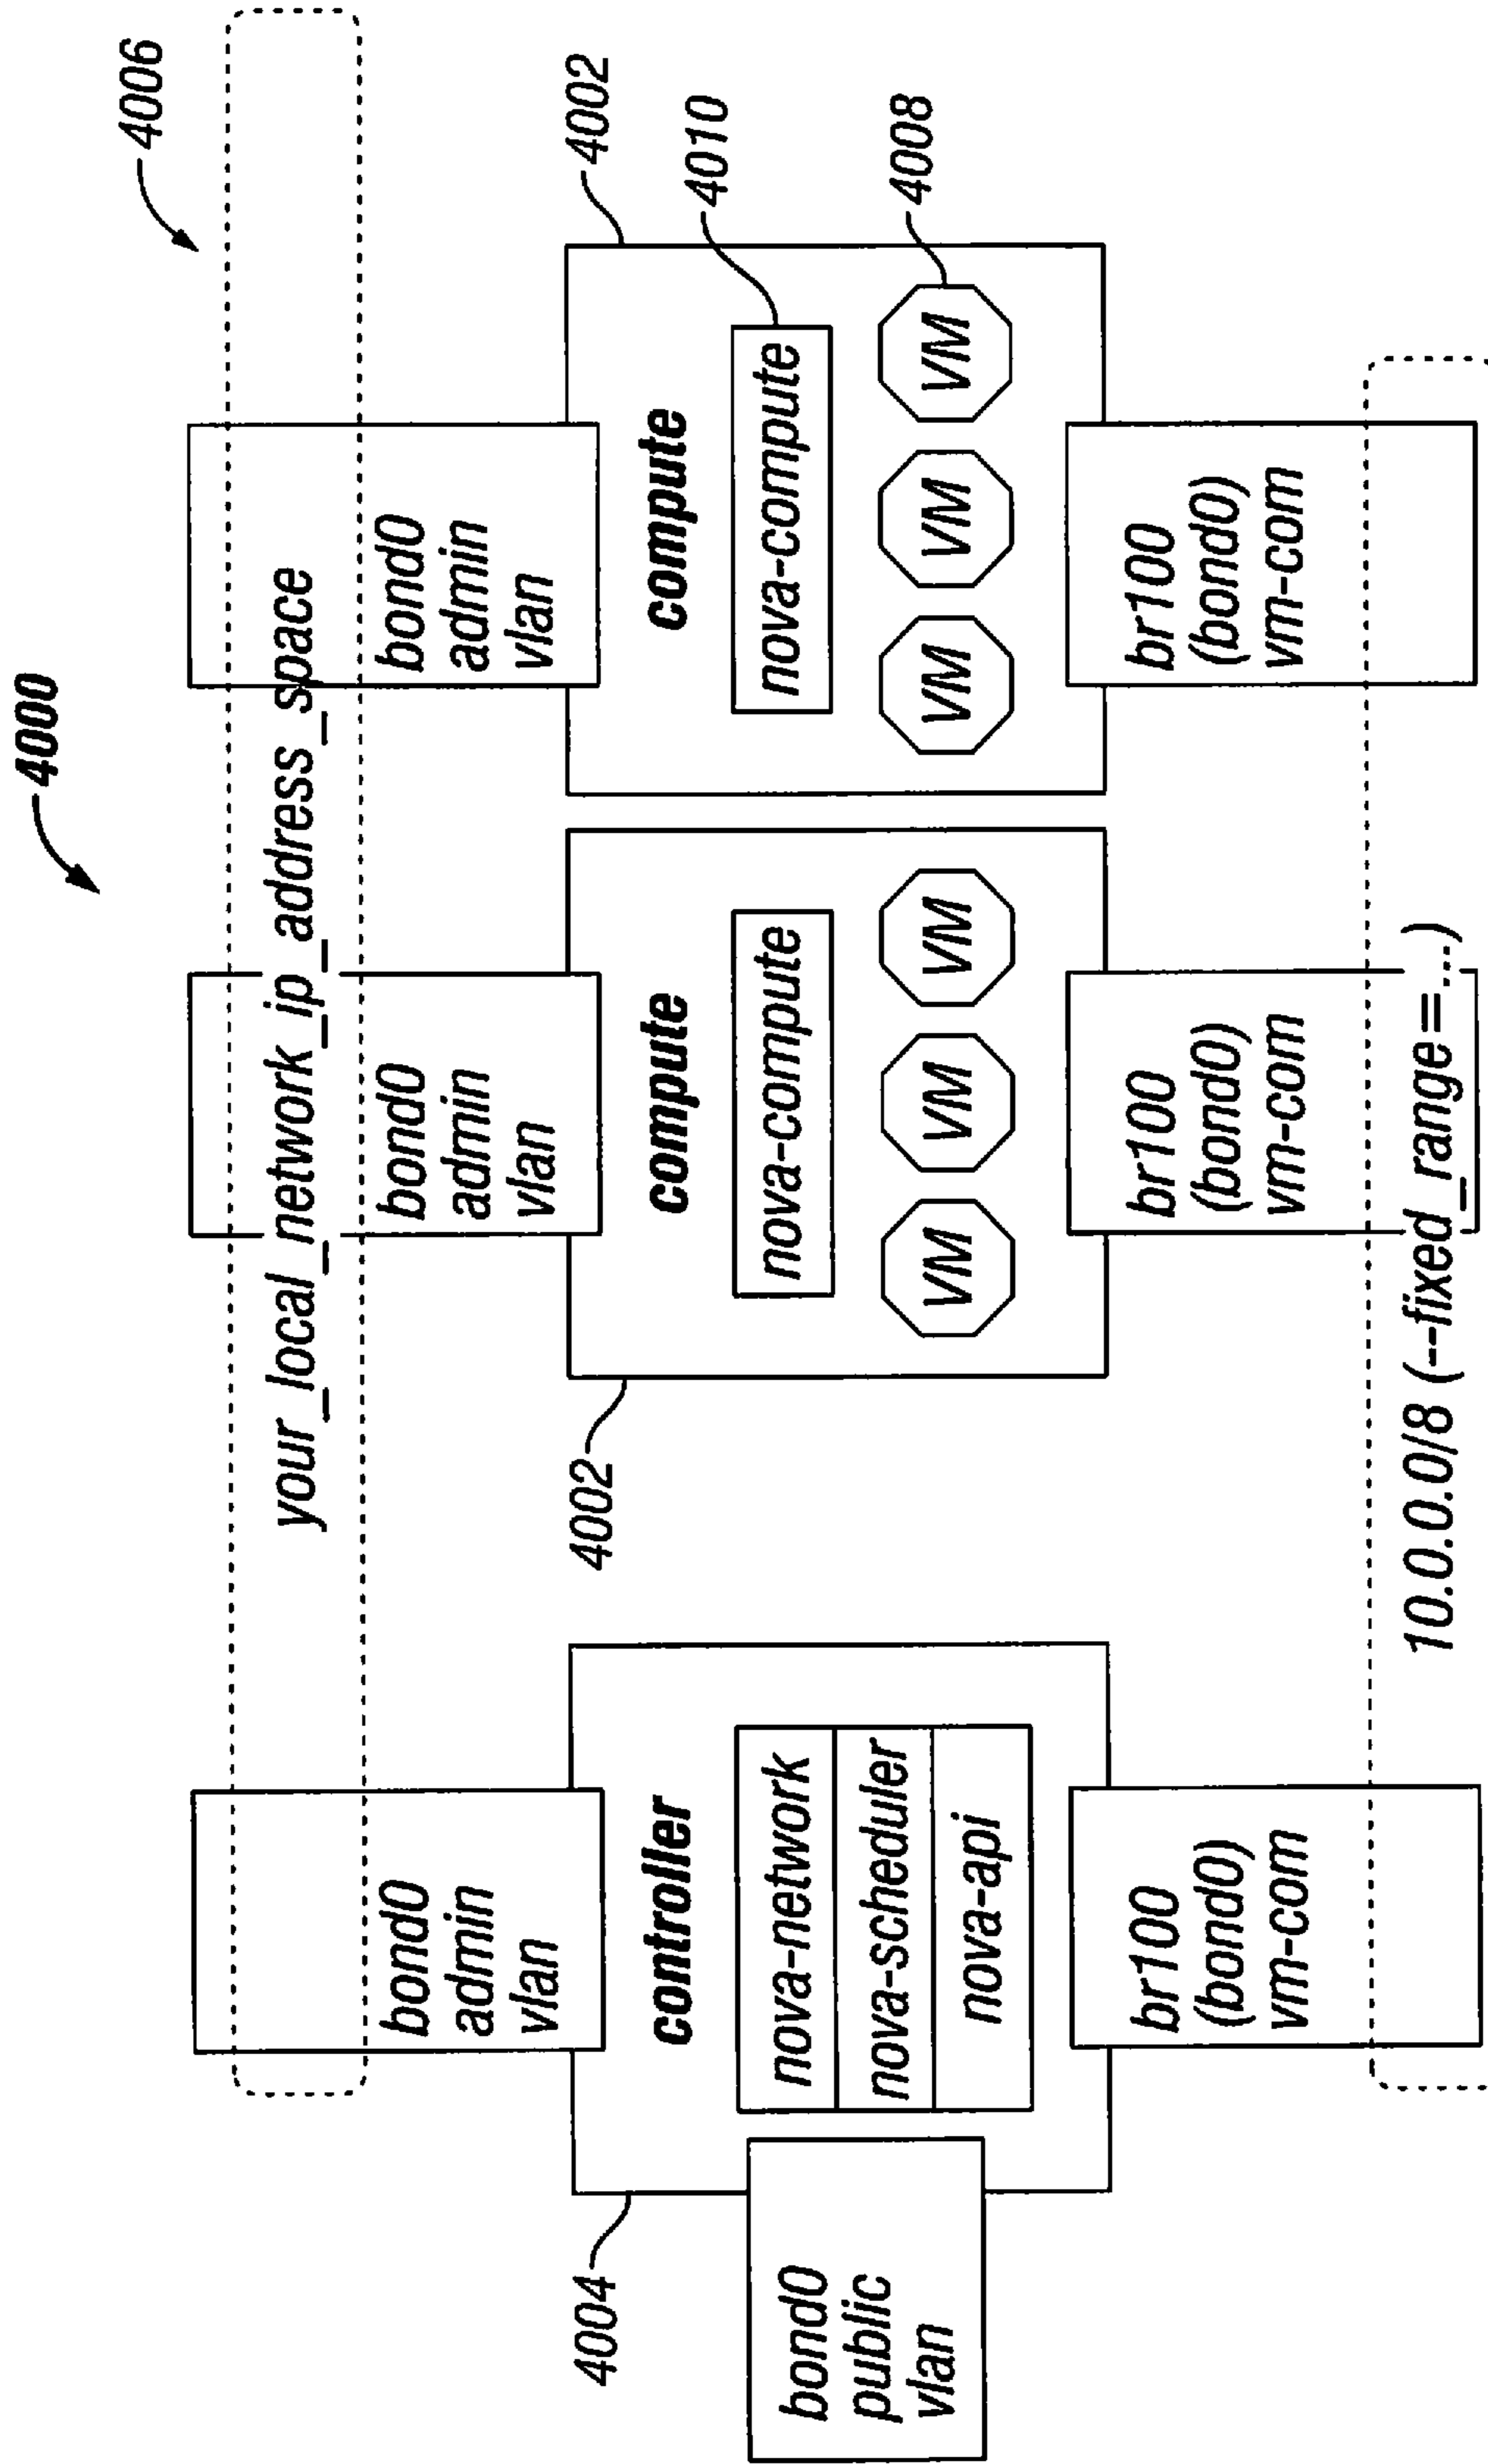 4000
4006
your_local_network_ip_address_space
bond0
admin
vlan
bond0
admin
vlan
bond0
admin
vlan
4004
4002
4002
controller
compute
compute
4010
bond0
public
vlan
nova-network
nova-scheduler
nova-api
nova-compute
nova-compute
4008
VM
VM
VM
VM
VM
VM
br100
(bond0)
vm-com
br100
(bond0)
vm-com
br100
(bond0)
vm-com
10.0.0.0/8 (--fixed_range=...)